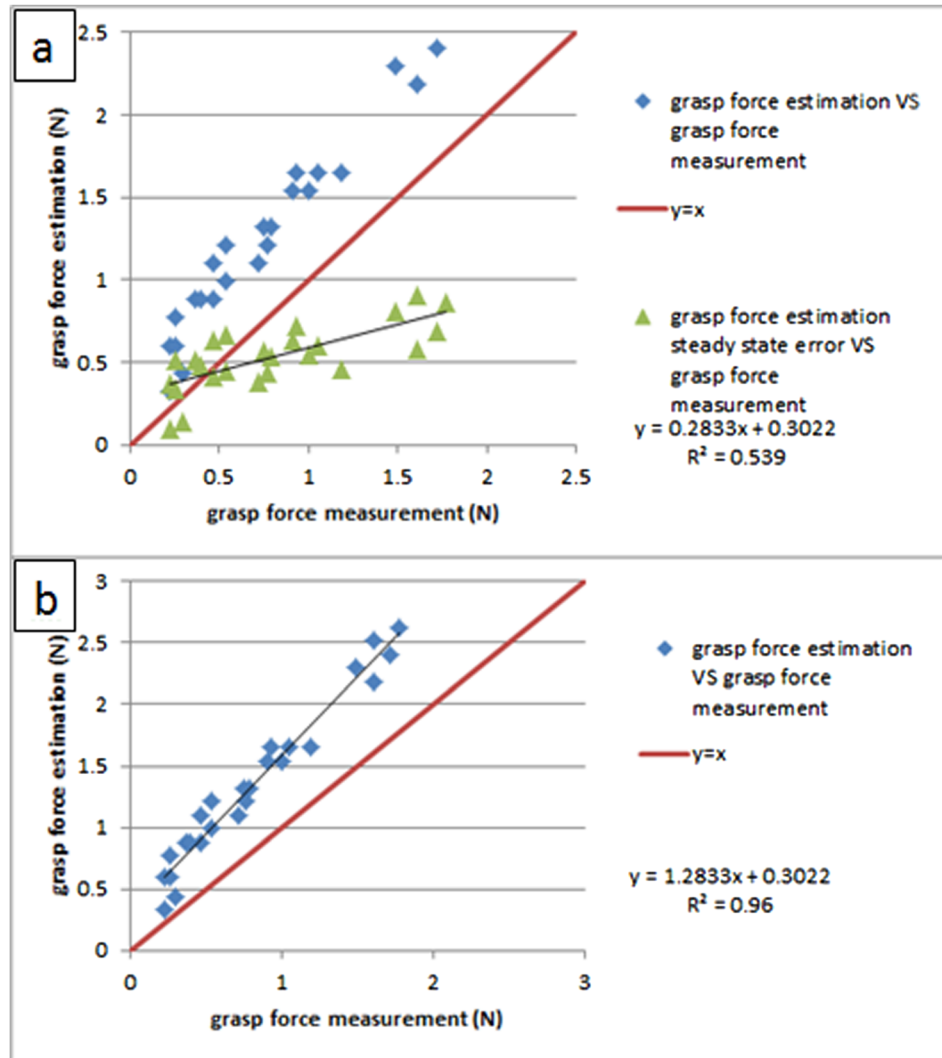 a
2.5
2
1.5
1
0.5
0
0
0.5
1
1.5
2
2.5
grasp force estimation (N)
grasp force measurement (N)
grasp force estimation VS
grasp force
measurement
y=x
grasp force estimation
steady state error VS
grasp force
measurement
y = 0.2833x + 0.3022
R² = 0.539
b
3
2.5
2
1.5
1
0.5
0
0
1
2
3
grasp force estimation (N)
grasp force measurement (N)
grasp force estimation
VS grasp force
measurement
y=x
y = 1.2833x + 0.3022
R² = 0.96